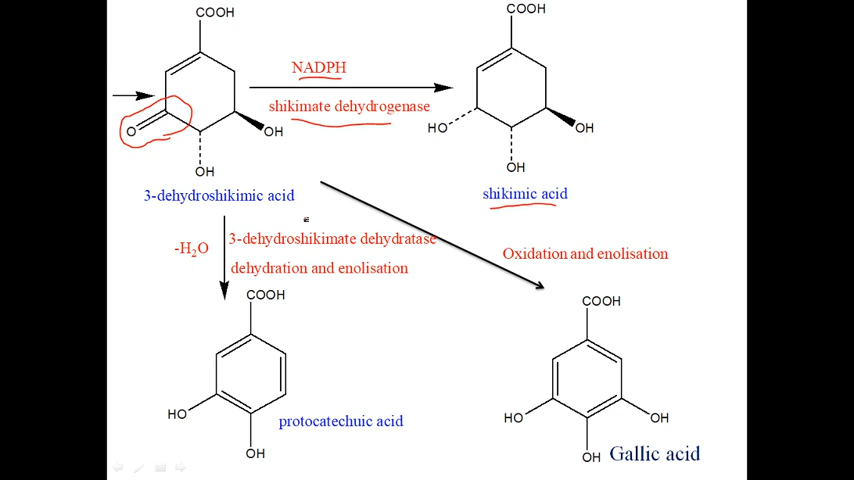 COOH
COOH
NADPH
shikimate dehydrogenase
O
OH
HO
OH
OH
OH
3-dehydroshikimic acid
shikimic acid
-H2O
3-dehydroshikimate dehydratase
dehydration and enolisation
Oxidation and enolisation
COOH
COOH
HO
OH
protocatechuic acid
HO
OH
OH
Gallic acid